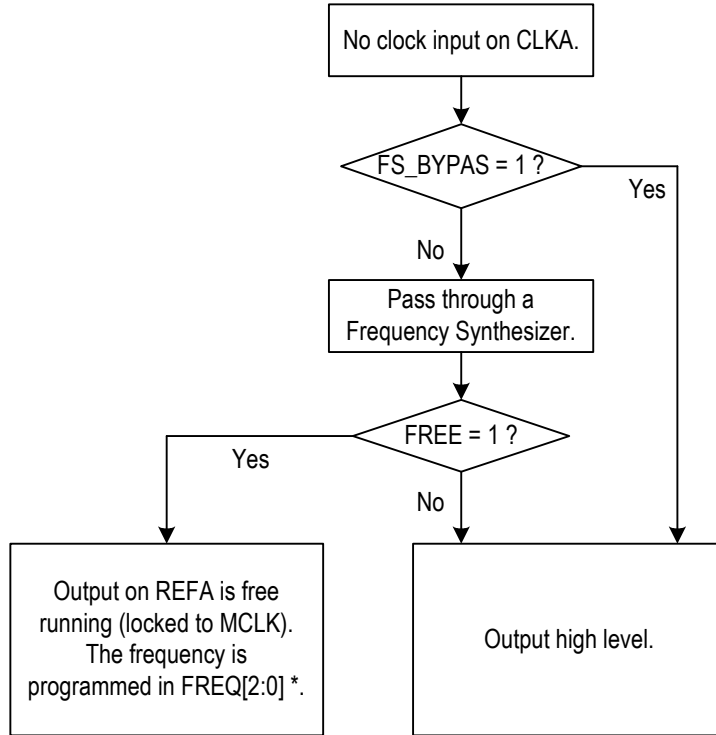 No clock input on CLKA.
FS_BYPAS = 1 ?
Yes
No
Pass through a
Frequency Synthesizer.
FREE = 1 ?
Yes
No
Output on REFA is free
running (locked to MCLK).
The frequency is
programmed in FREQ[2:0] *.
Output high level.